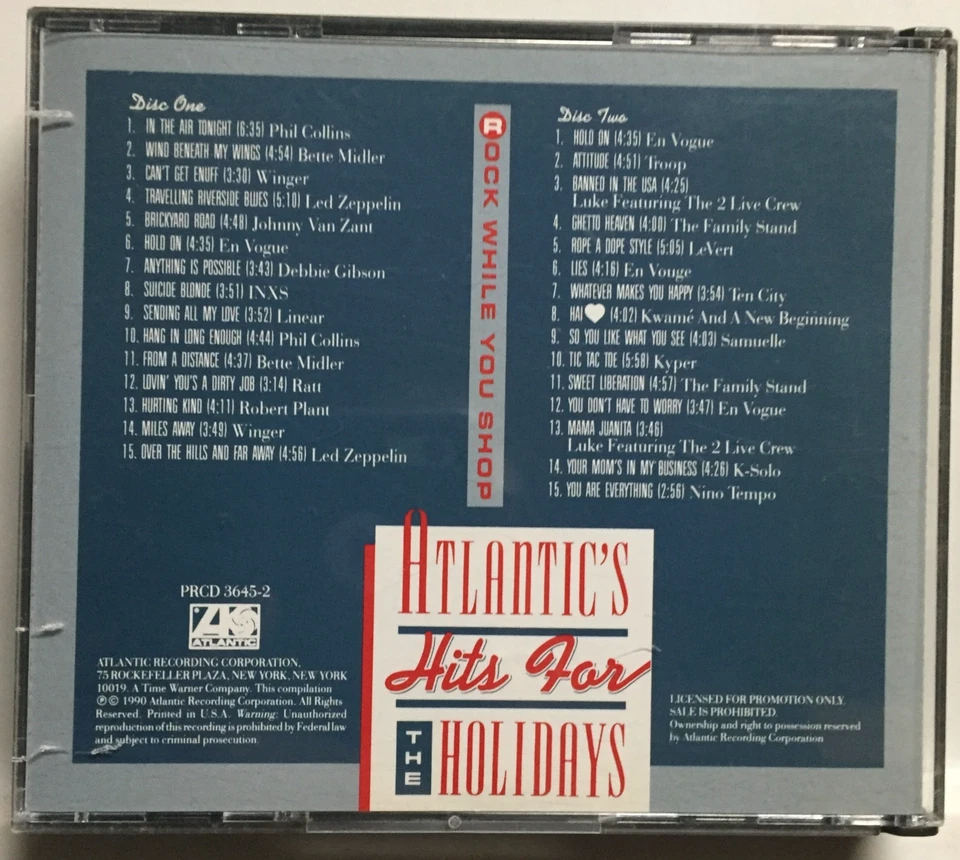 Disc One
1. IN THE AIR TONIGHT (6:35) Phil Collins
2. WIND BENEATH MY WINGS (4:54) Bette Midler
3. CAN'T GET ENUFF (3:30) Winger
4. TRAVELLING RIVERSIDE BLUES (5:10) Led Zeppelin
5. BRICKYARD ROAD (4:48) Johnny Van Zant
6. HOLD ON (4:35) En Vogue
7. ANYTHING IS POSSIBLE (3:43) Debbie Gibson
8. SUICIDE BLONDE (3:51) INXS
9. SENDING ALL MY LOVE (3:52) Linear
10. HANG IN LONG ENOUGH (4:44) Phil Collins
11. FROM A DISTANCE (4:37) Bette Midler
12. LOVIN' YOU'S A DIRTY JOB (3:14) Ratt
13. HURTING KIND (4:11) Robert Plant
14. MILES AWAY (3:49) Winger
15. OVER THE HILLS AND FAR AWAY (4:56) Led Zeppelin
ROCK WHILE YOU SHOP
Disc Two
1. HOLD ON (4:35) En Vogue
2. ATTITUDE (4:51) Troop
3. BANNED IN THE USA (4:25)
Luke Featuring The 2 Live Crew
4. GHETTO HEAVEN (4:00) The Family Stand
5. ROPE A DOPE STYLE (5:05) LeVert
6. LIES (4:16) En Vouge
7. WHATEVER MAKES YOU HAPPY (3:54) Ten City
8. HAI♥ (4:02) Kwamé And A New Beginning
9. SO YOU LIKE WHAT YOU SEE (4:03) Samuelle
10. TIC TAC TOE (5:58) Kyper
11. SWEET LIBERATION (4:57) The Family Stand
12. YOU DON'T HAVE TO WORRY (3:47) En Vogue
13. MAMA JUANITA (3:46)
Luke Featuring The 2 Live Crew
14. YOUR MOM'S IN MY BUSINESS (4:26) K-Solo
15. YOU ARE EVERYTHING (2:56) Nino Tempo
PRCD 3645-2
ATLANTIC
ATLANTIC RECORDING CORPORATION,
75 ROCKEFELLER PLAZA, NEW YORK, NEW YORK
10019. A Time Warner Company. This compilation
℗ © 1990 Atlantic Recording Corporation. All Rights
Reserved. Printed in U.S.A. Warning: Unauthorized
reproduction of this recording is prohibited by Federal law
and subject to criminal prosecution.
ATLANTIC'S
Hits For
THE HOLIDAYS
LICENSED FOR PROMOTION ONLY.
SALE IS PROHIBITED.
Ownership and right to possession reserved
by Atlantic Recording Corporation